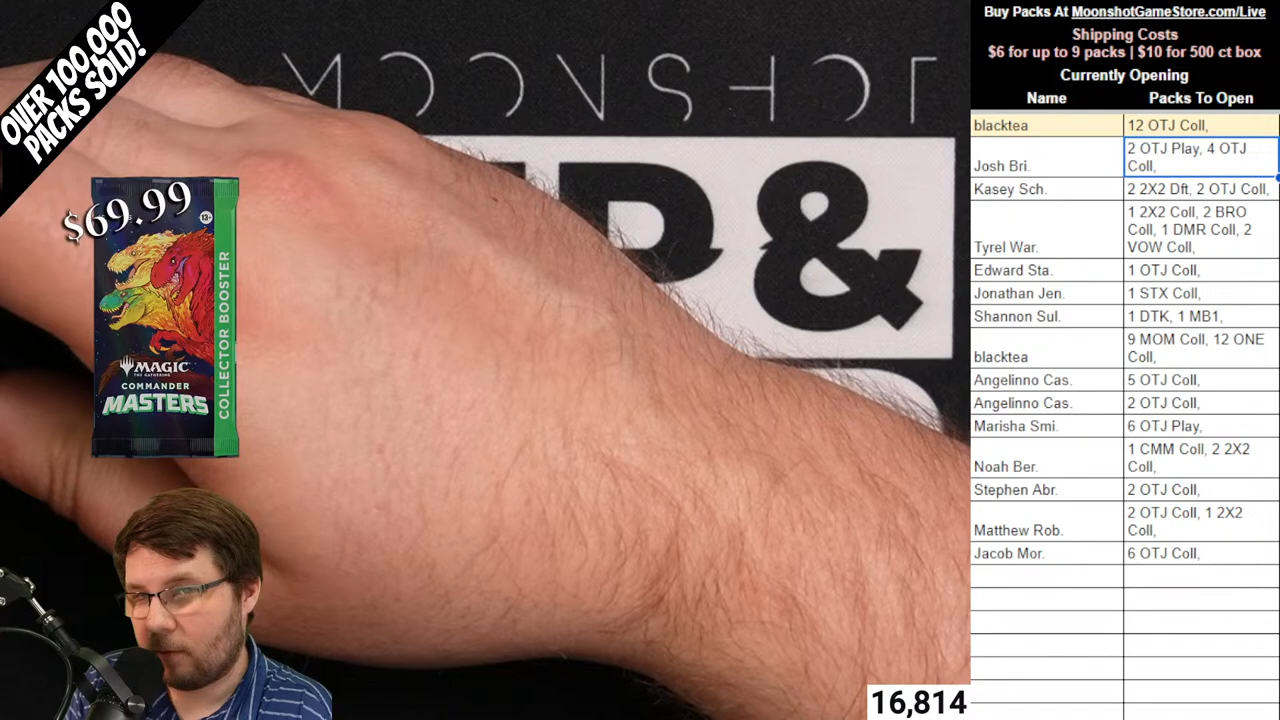 OVER 100,000
PACKS SOLD!
MOONSHOT
P&
$69.99
13+
COLLECTOR BOOSTER
MAGIC
THE GATHERING
COMMANDER
MASTERS
16,814
Buy Packs At MoonshotGameStore.com/Live
Shipping Costs
$6 for up to 9 packs | $10 for 500 ct box
Currently Opening
Name Packs To Open
blacktea 12 OTJ Coll,
Josh Bri. 2 OTJ Play, 4 OTJ
Coll,
Kasey Sch. 2 2X2 Dft, 2 OTJ Coll,
Tyrel War. 1 2X2 Coll, 2 BRO
Coll, 1 DMR Coll, 2
VOW Coll,
Edward Sta. 1 OTJ Coll,
Jonathan Jen. 1 STX Coll,
Shannon Sul. 1 DTK, 1 MB1,
blacktea 9 MOM Coll, 12 ONE
Coll,
Angelinno Cas. 5 OTJ Coll,
Angelinno Cas. 2 OTJ Coll,
Marisha Smi. 6 OTJ Play,
Noah Ber. 1 CMM Coll, 2 2X2
Coll,
Stephen Abr. 2 OTJ Coll,
Matthew Rob. 2 OTJ Coll, 1 2X2
Coll,
Jacob Mor. 6 OTJ Coll,